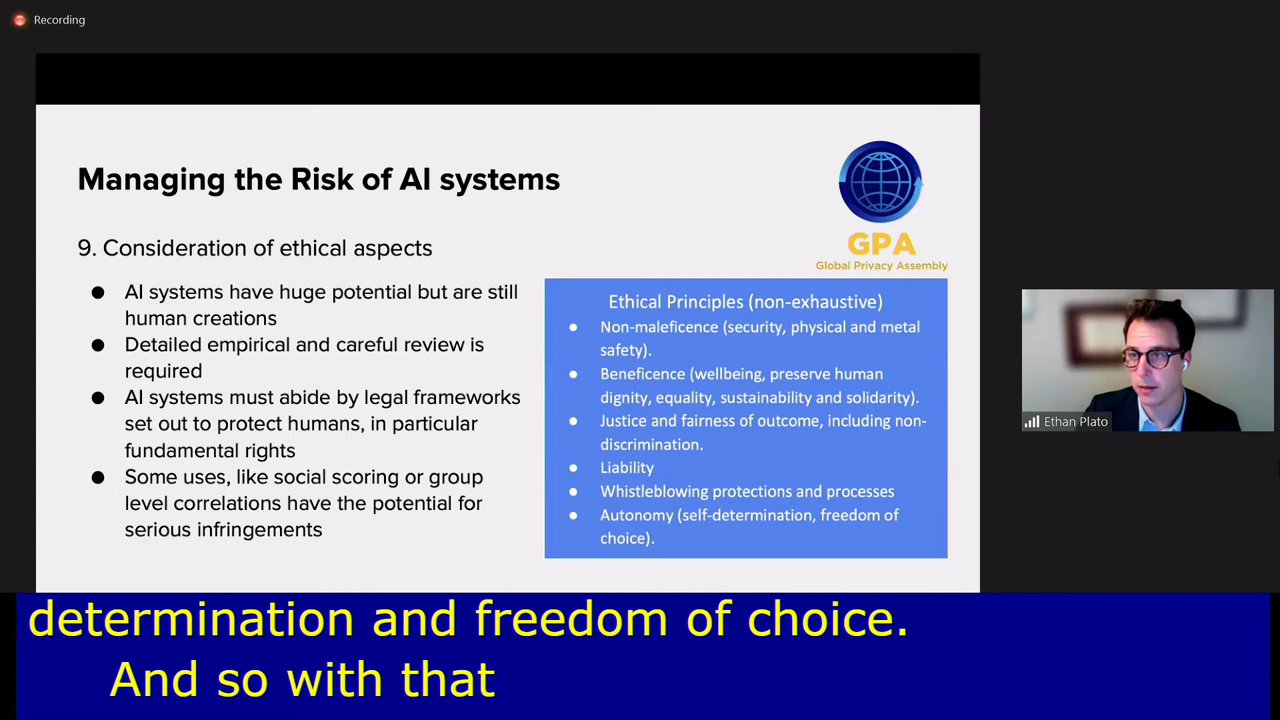 Recording
Managing the Risk of AI systems
GPA
Global Privacy Assembly
9. Consideration of ethical aspects
● AI systems have huge potential but are still
human creations
● Detailed empirical and careful review is
required
● AI systems must abide by legal frameworks
set out to protect humans, in particular
fundamental rights
● Some uses, like social scoring or group
level correlations have the potential for
serious infringements
Ethical Principles (non-exhaustive)
● Non-maleficence (security, physical and metal
safety).
● Beneficence (wellbeing, preserve human
dignity, equality, sustainability and solidarity).
● Justice and fairness of outcome, including non-
discrimination.
● Liability
● Whistleblowing protections and processes
● Autonomy (self-determination, freedom of
choice).
Ethan Plato
determination and freedom of choice.
And so with that